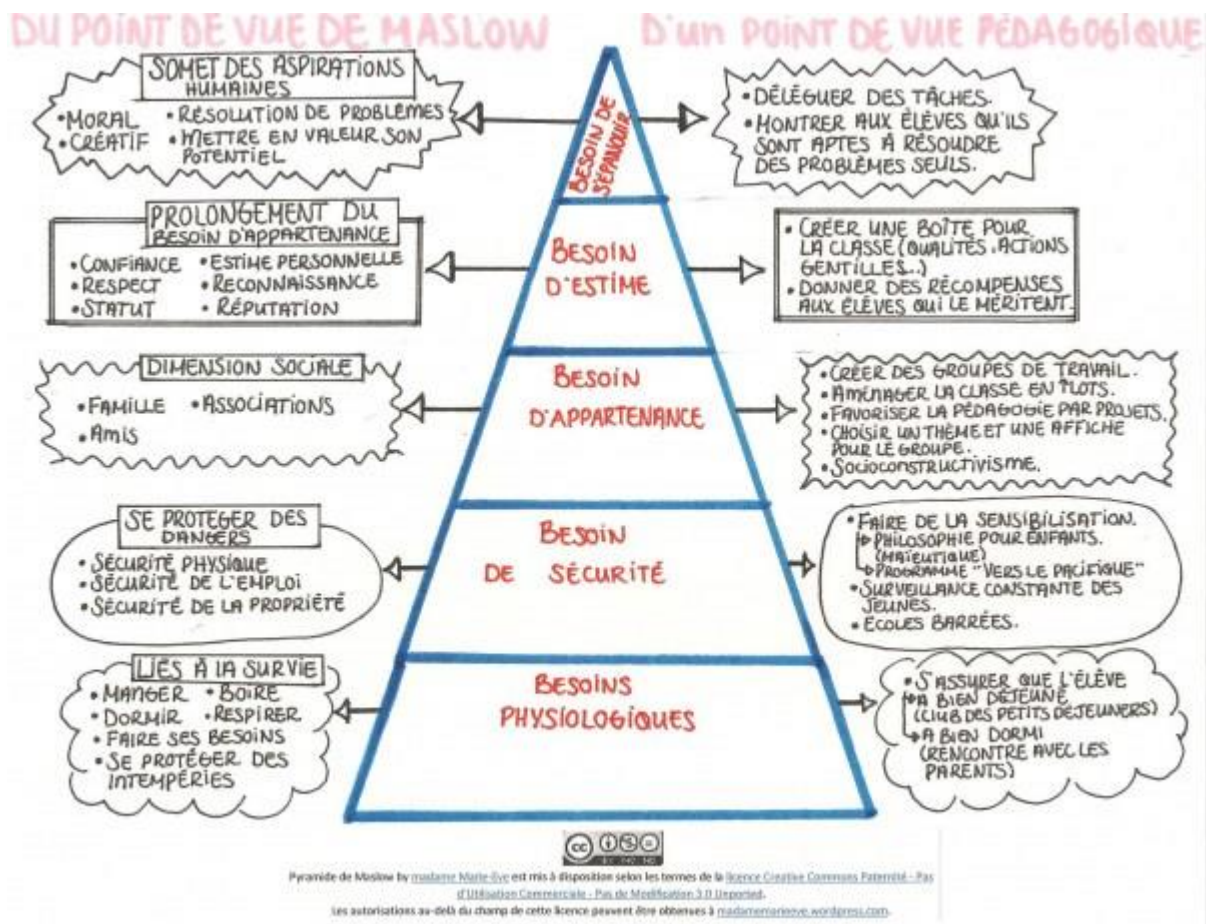 DU POINT DE VUE DE MASLOW
D'un POINT DE VUE PÉDAGOGIQUE
SOMET DES ASPIRATIONS
HUMAINES
• MORAL
• CRÉATIF
• RÉSOLUTION DE PROBLÈMES
• METTRE EN VALEUR SON
POTENTIEL
BESOIN DE
S'ÉPANOUIR
• DÉLÉGUER DES TÂCHES.
• MONTRER AUX ÉLÈVES QU'ILS
SONT APTES À RÉSOUDRE
DES PROBLÈMES SEULS.
PROLONGEMENT DU
BESOIN D'APPARTENANCE
• CONFIANCE
• RESPECT
• STATUT
• ESTIME PERSONNELLE
• RECONNAISSANCE
• RÉPUTATION
BESOIN
D'ESTIME
• CRÉER UNE BOÎTE POUR
LA CLASSE (QUALITÉS, ACTIONS
GENTILLES...)
• DONNER DES RÉCOMPENSES
AUX ÉLÈVES QUI LE MÉRITENT.
DIMENSION SOCIALE
• FAMILLE • ASSOCIATIONS
• AMIS
BESOIN
D'APPARTENANCE
• CRÉER DES GROUPES DE TRAVAIL.
• AMÉNAGER LA CLASSE EN ÎLOTS.
• FAVORISER LA PÉDAGOGIE PAR PROJETS.
• CHOISIR UN THÈME ET UNE AFFICHE
POUR LE GROUPE.
• SOCIOCONSTRUCTIVISME.
SE PROTEGER DES
DANGERS
• SÉCURITÉ PHYSIQUE
• SÉCURITÉ DE L'EMPLOI
• SÉCURITÉ DE LA PROPRIÉTÉ
BESOIN
DE SÉCURITÉ
• FAIRE DE LA SENSIBILISATION.
PHILOSOPHIE POUR ENFANTS.
(MAÏEUTIQUE)
PROGRAMME "VERS LE PACIFIQUE"
• SURVEILLANCE CONSTANTE DES
JEUNES.
• ÉCOLES BARRÉES.
LIÉS À LA SURVIE
• MANGER • BOIRE
• DORMIR • RESPIRER
• FAIRE SES BESOINS
• SE PROTÉGER DES
INTEMPÉRIES
BESOINS
PHYSIOLOGIQUES
• S'ASSURER QUE L'ÉLÈVE
A BIEN DÉJEUNÉ
(CLUB DES PETITS DÉJEUNERS)
A BIEN DORMI
(RENCONTRE AVEC LES
PARENTS)
cc
BY NC ND
Pyramide de Maslow by madame Marie-Ève est mis à disposition selon les termes de la licence Creative Commons Paternité - Pas
d'Utilisation Commerciale - Pas de Modification 3.0 Unported.
Les autorisations au-delà du champ de cette licence peuvent être obtenues à madamemarieeve.wordpress.com.